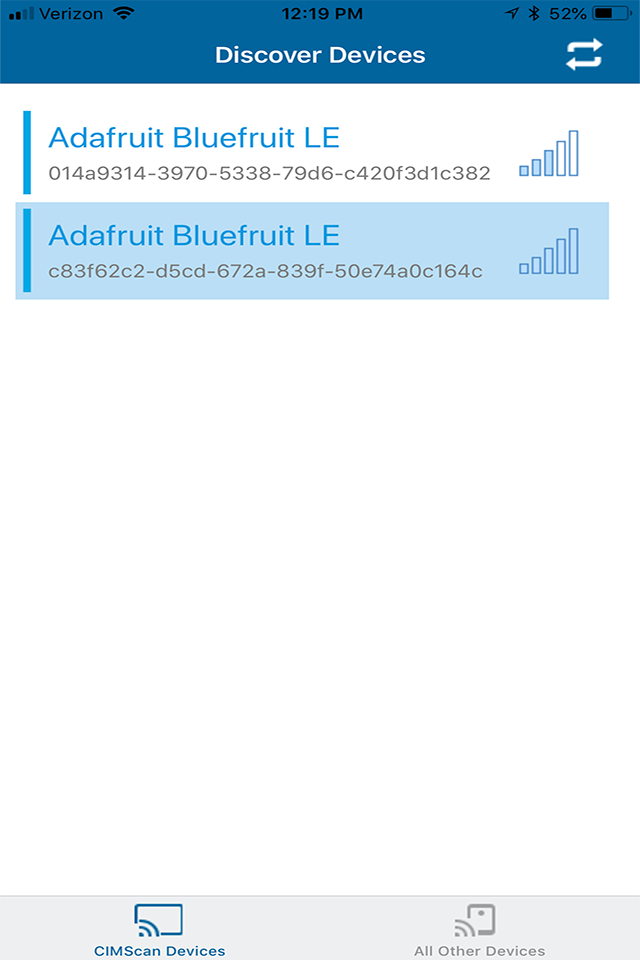 Verizon 12:19 PM 52%
Discover Devices
Adafruit Bluefruit LE
014a9314-3970-5338-79d6-c420f3d1c382
Adafruit Bluefruit LE
c83f62c2-d5cd-672a-839f-50e74a0c164c
CIMScan Devices All Other Devices